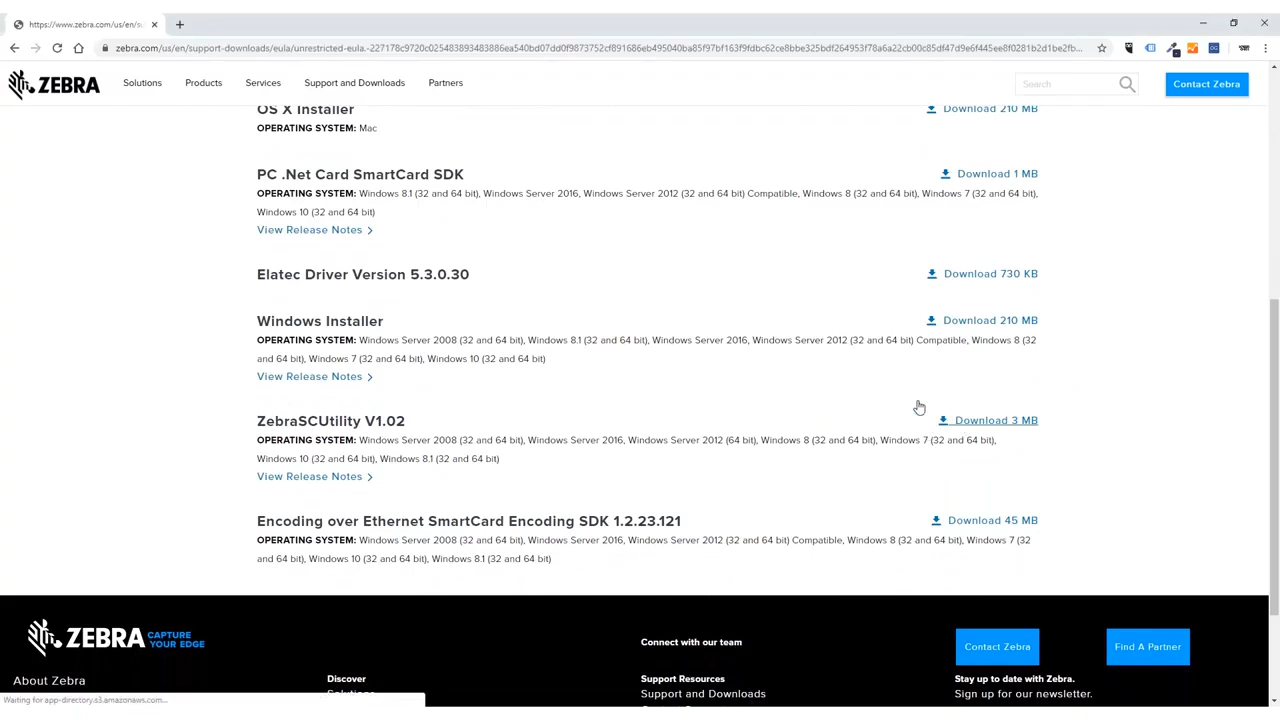 https://www.zebra.com/us/en/su
zebra.com/us/en/support-downloads/eula/unrestricted-eula.-227178c9720c025483893483886ea540bd07dd0f9873752cf891686eb495040ba85f97bf163f9fdbc62ce8bbe325bdf264953f78a6a22cb00c85df47d9e6f445ee8f0281b2d1be2fb...
ZEBRA
Solutions
Products
Services
Support and Downloads
Partners
Search
Contact Zebra
OS X Installer
Download 210 MB
OPERATING SYSTEM: Mac
PC .Net Card SmartCard SDK
Download 1 MB
OPERATING SYSTEM: Windows 8.1 (32 and 64 bit), Windows Server 2016, Windows Server 2012 (32 and 64 bit) Compatible, Windows 8 (32 and 64 bit), Windows 7 (32 and 64 bit),
Windows 10 (32 and 64 bit)
View Release Notes
Elatec Driver Version 5.3.0.30
Download 730 KB
Windows Installer
Download 210 MB
OPERATING SYSTEM: Windows Server 2008 (32 and 64 bit), Windows 8.1 (32 and 64 bit), Windows Server 2016, Windows Server 2012 (32 and 64 bit) Compatible, Windows 8 (32
and 64 bit), Windows 7 (32 and 64 bit), Windows 10 (32 and 64 bit)
View Release Notes
ZebraSCUtility V1.02
Download 3 MB
OPERATING SYSTEM: Windows Server 2008 (32 and 64 bit), Windows Server 2016, Windows Server 2012 (64 bit), Windows 8 (32 and 64 bit), Windows 7 (32 and 64 bit),
Windows 10 (32 and 64 bit), Windows 8.1 (32 and 64 bit)
View Release Notes
Encoding over Ethernet SmartCard Encoding SDK 1.2.23.121
Download 45 MB
OPERATING SYSTEM: Windows Server 2008 (32 and 64 bit), Windows Server 2016, Windows Server 2012 (32 and 64 bit) Compatible, Windows 8 (32 and 64 bit), Windows 7 (32
and 64 bit), Windows 10 (32 and 64 bit), Windows 8.1 (32 and 64 bit)
ZEBRA
CAPTURE
YOUR EDGE
Connect with our team
Contact Zebra
Find A Partner
About Zebra
Discover
Solutions
Support Resources
Support and Downloads
Stay up to date with Zebra.
Sign up for our newsletter.
Waiting for app-directory.s3.amazonaws.com...